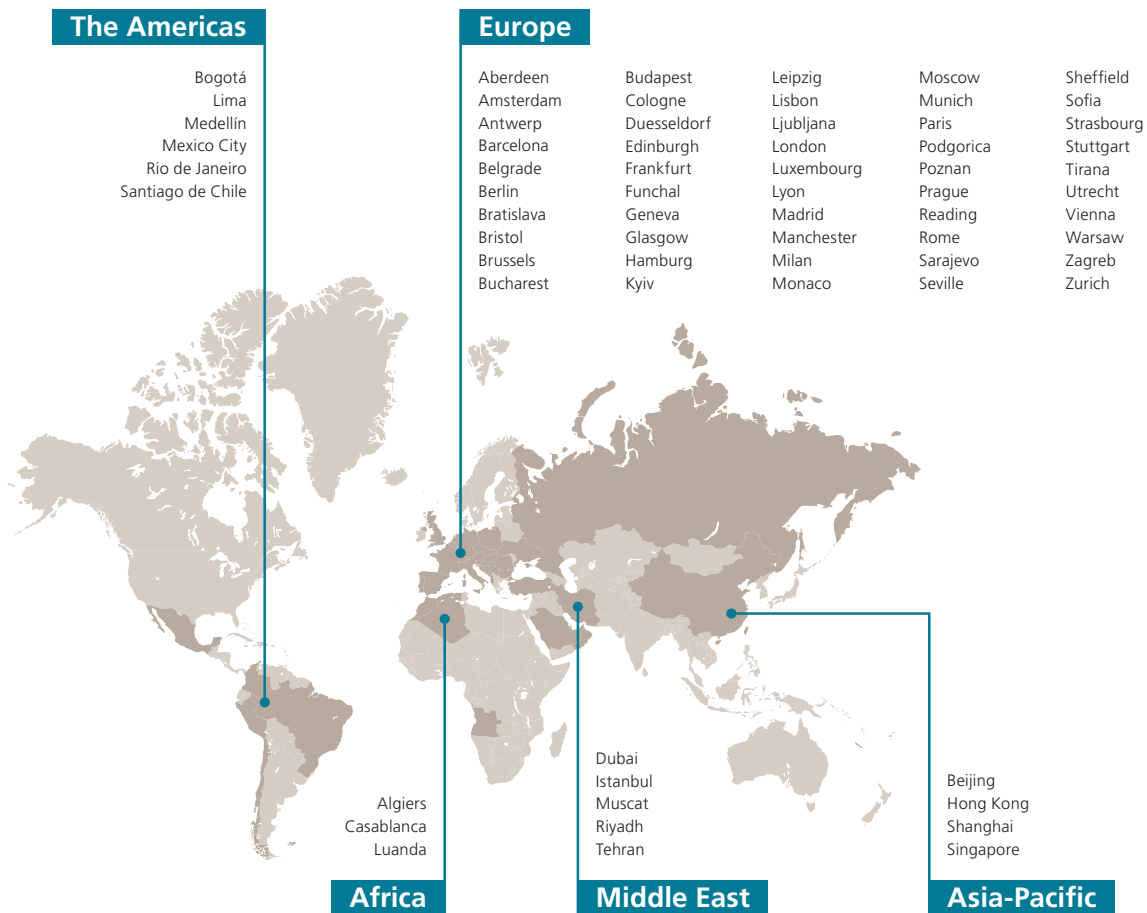 The Americas
Bogotá
Lima
Medellín
Mexico City
Rio de Janeiro
Santiago de Chile
Europe
Aberdeen
Amsterdam
Antwerp
Barcelona
Belgrade
Berlin
Bratislava
Bristol
Brussels
Bucharest
Budapest
Cologne
Duesseldorf
Edinburgh
Frankfurt
Funchal
Geneva
Glasgow
Hamburg
Kyiv
Leipzig
Lisbon
Ljubljana
London
Luxembourg
Lyon
Madrid
Manchester
Milan
Monaco
Moscow
Munich
Paris
Podgorica
Poznan
Prague
Reading
Rome
Sarajevo
Seville
Sheffield
Sofia
Strasbourg
Stuttgart
Tirana
Utrecht
Vienna
Warsaw
Zagreb
Zurich
Algiers
Casablanca
Luanda
Africa
Dubai
Istanbul
Muscat
Riyadh
Tehran
Middle East
Beijing
Hong Kong
Shanghai
Singapore
Asia-Pacific